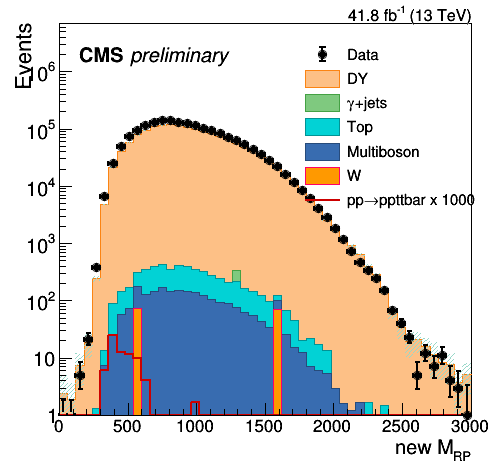 41.8 fb⁻¹ (13 TeV)
Events
CMS preliminary
Data
DY
γ+jets
Top
Multiboson
W
pp→ppttbar x 1000
10⁶
10⁵
10⁴
10³
10²
10
1
0 500 1000 1500 2000 2500 3000
new M_RP